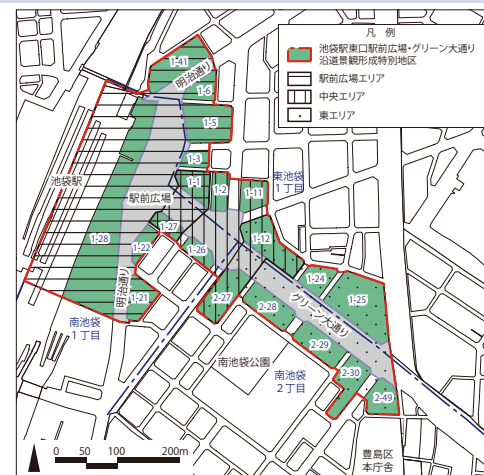 凡 例
池袋駅東口駅前広場・グリーン大通り
沿道景観形成特別地区
駅前広場エリア
中央エリア
東エリア
1-41
明治通り
1-6
1-5
1-3
東池袋
1丁目
池袋駅
1-1
1-2
1-11
駅前広場
1-27
1-28
1-12
1-22
1-26
1-24
1-25
明治通り
1-21
2-27
グリーン大通り
2-28
南池袋
1丁目
2-29
南池袋公園
南池袋
2丁目
2-30
2-49
0 50 100 200m
豊島区
本庁舎